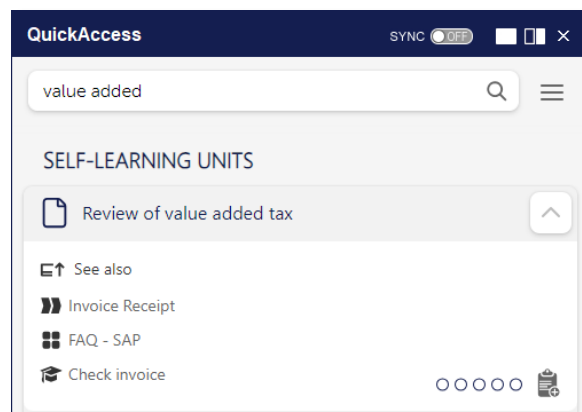 QuickAccess SYNC OFF
value added
SELF-LEARNING UNITS
Review of value added tax
See also
Invoice Receipt
FAQ - SAP
Check invoice